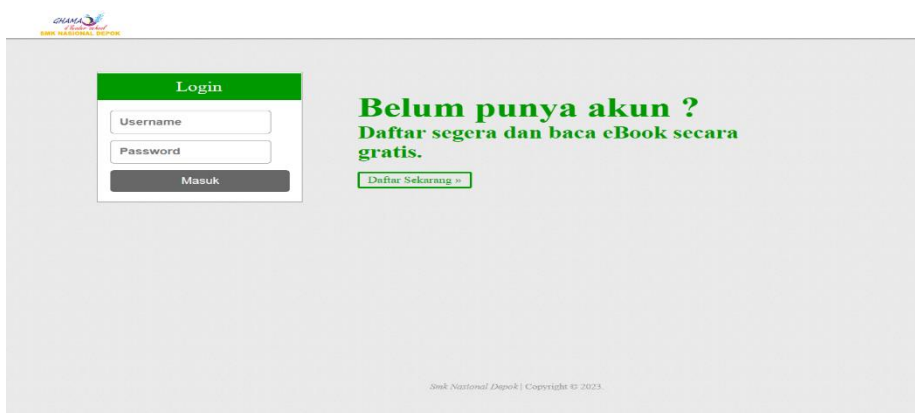 GHAMA
SMK NASIONAL DEPOK
Login
Username
Password
Masuk
Belum punya akun ?
Daftar segera dan baca eBook secara
gratis.
Daftar Sekarang »
Smk Nasional Depok | Copyright © 2023.